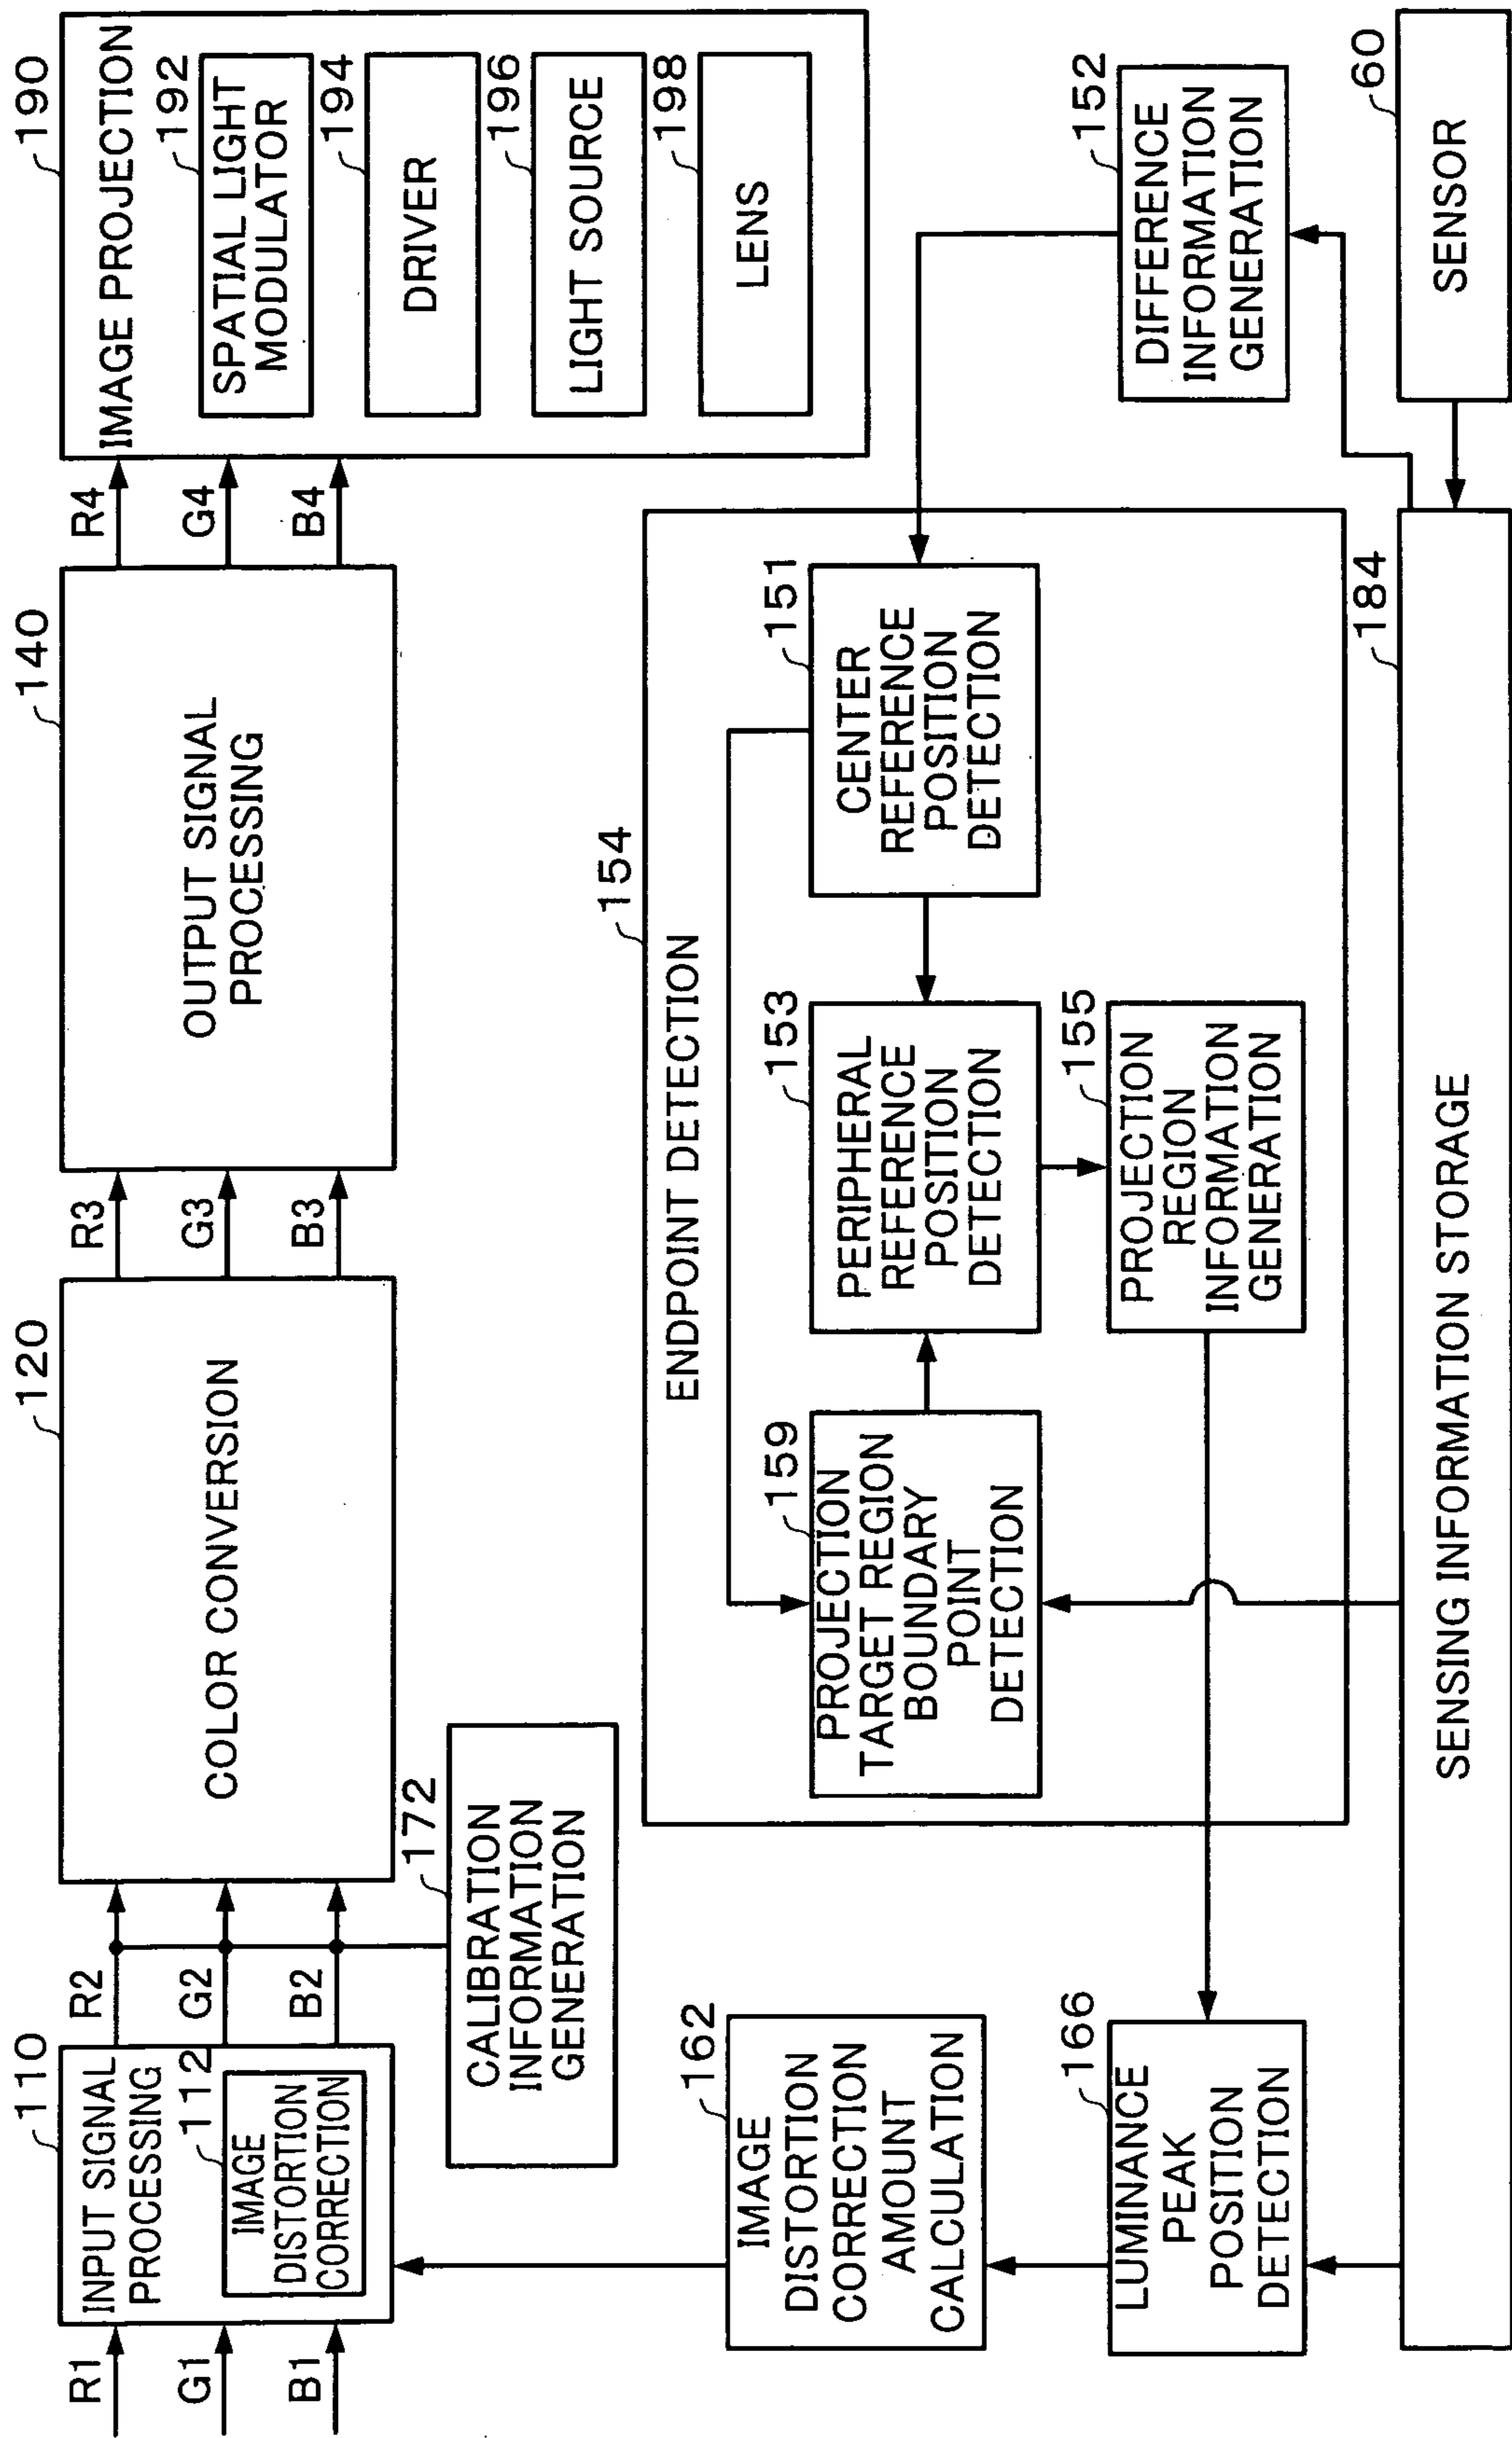 R1
G1
B1
110
INPUT SIGNAL
PROCESSING
112
IMAGE
DISTORTION
CORRECTION
R2
G2
B2
120
COLOR CONVERSION
R3
G3
B3
140
OUTPUT SIGNAL
PROCESSING
R4
G4
B4
190
IMAGE PROJECTION
192
SPATIAL LIGHT
MODULATOR
194
DRIVER
196
LIGHT SOURCE
198
LENS
172
CALIBRATION
INFORMATION
GENERATION
162
IMAGE
DISTORTION
CORRECTION
AMOUNT
CALCULATION
166
LUMINANCE
PEAK
POSITION
DETECTION
154
ENDPOINT DETECTION
159
PROJECTION
TARGET REGION
BOUNDARY
POINT
DETECTION
153
PERIPHERAL
REFERENCE
POSITION
DETECTION
151
CENTER
REFERENCE
POSITION
DETECTION
155
PROJECTION
REGION
INFORMATION
GENERATION
152
DIFFERENCE
INFORMATION
GENERATION
184
SENSING INFORMATION STORAGE
60
SENSOR